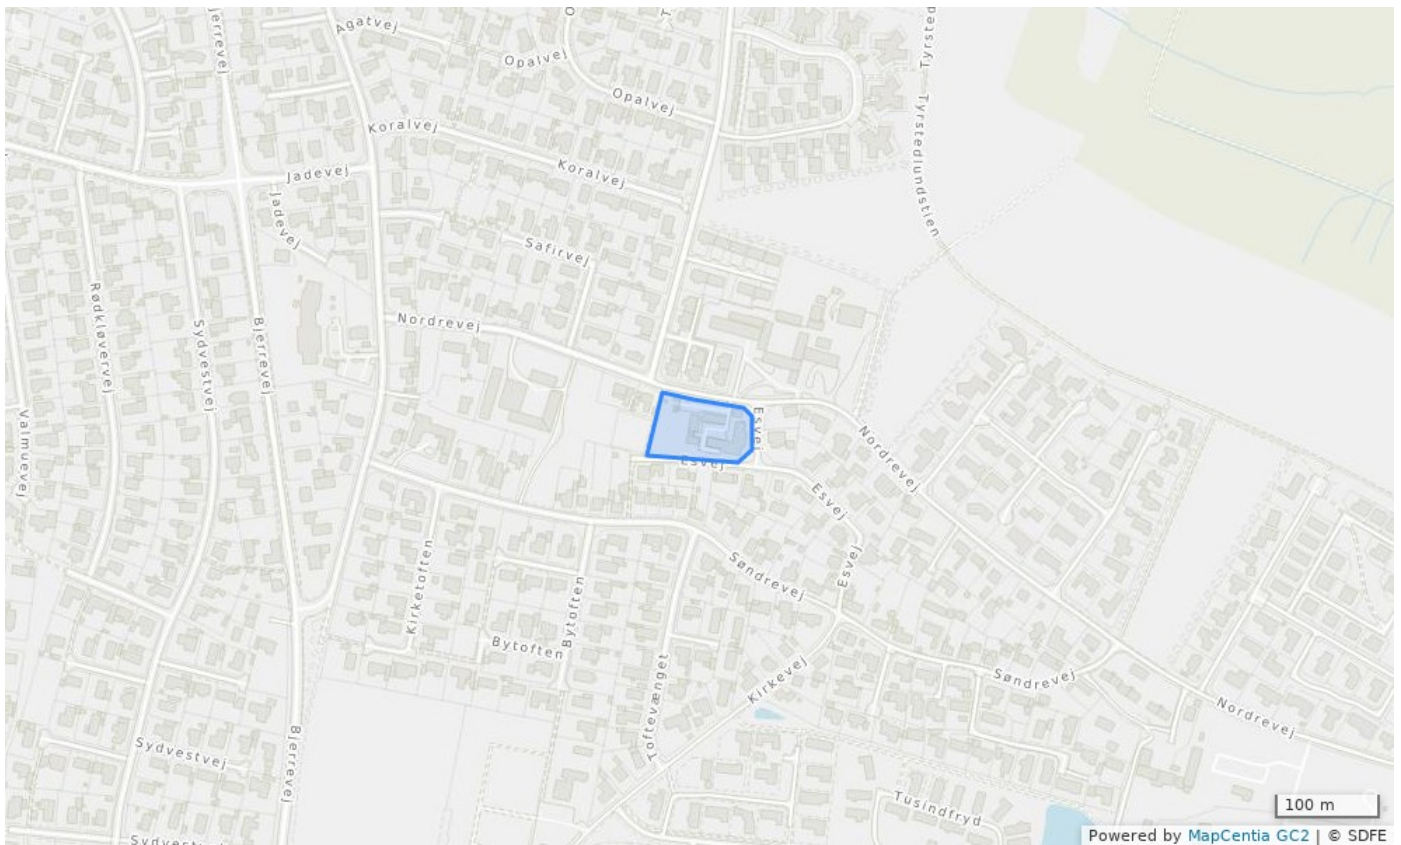 Bjerrevej
Agatvej
Opalvej
Opalvej
Tyrsted
Tyrstedlundstien
Koralvej
Koralvej
Jadevej
Jadevej
Safirvej
Rødkløvervej
Sydvestvej
Bjerrevej
Nordrevej
Valmuevej
Esvej
Esvej
Nordrevej
Esvej
Esvej
Søndrevej
Kirketoften
Bytoften
Bytoften
Toftevænget
Kirkevej
Søndrevej
Nordrevej
Sydvestvej
Bjerrevej
Tusindfryd
100 m
Powered by MapCentia GC2 | © SDFE